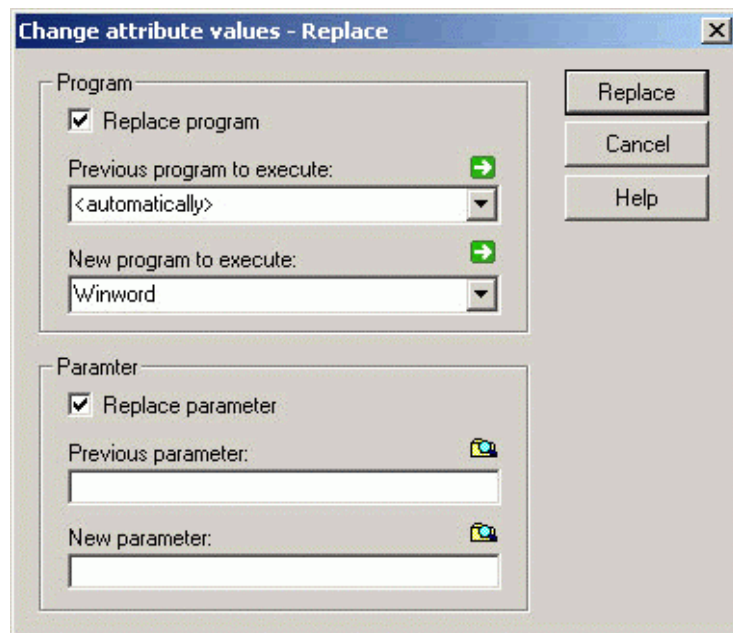 Change attribute values - Replace
Program
Replace program
Previous program to execute:
<automatically>
New program to execute:
Winword
Paramter
Replace parameter
Previous parameter:
New parameter:
Replace
Cancel
Help